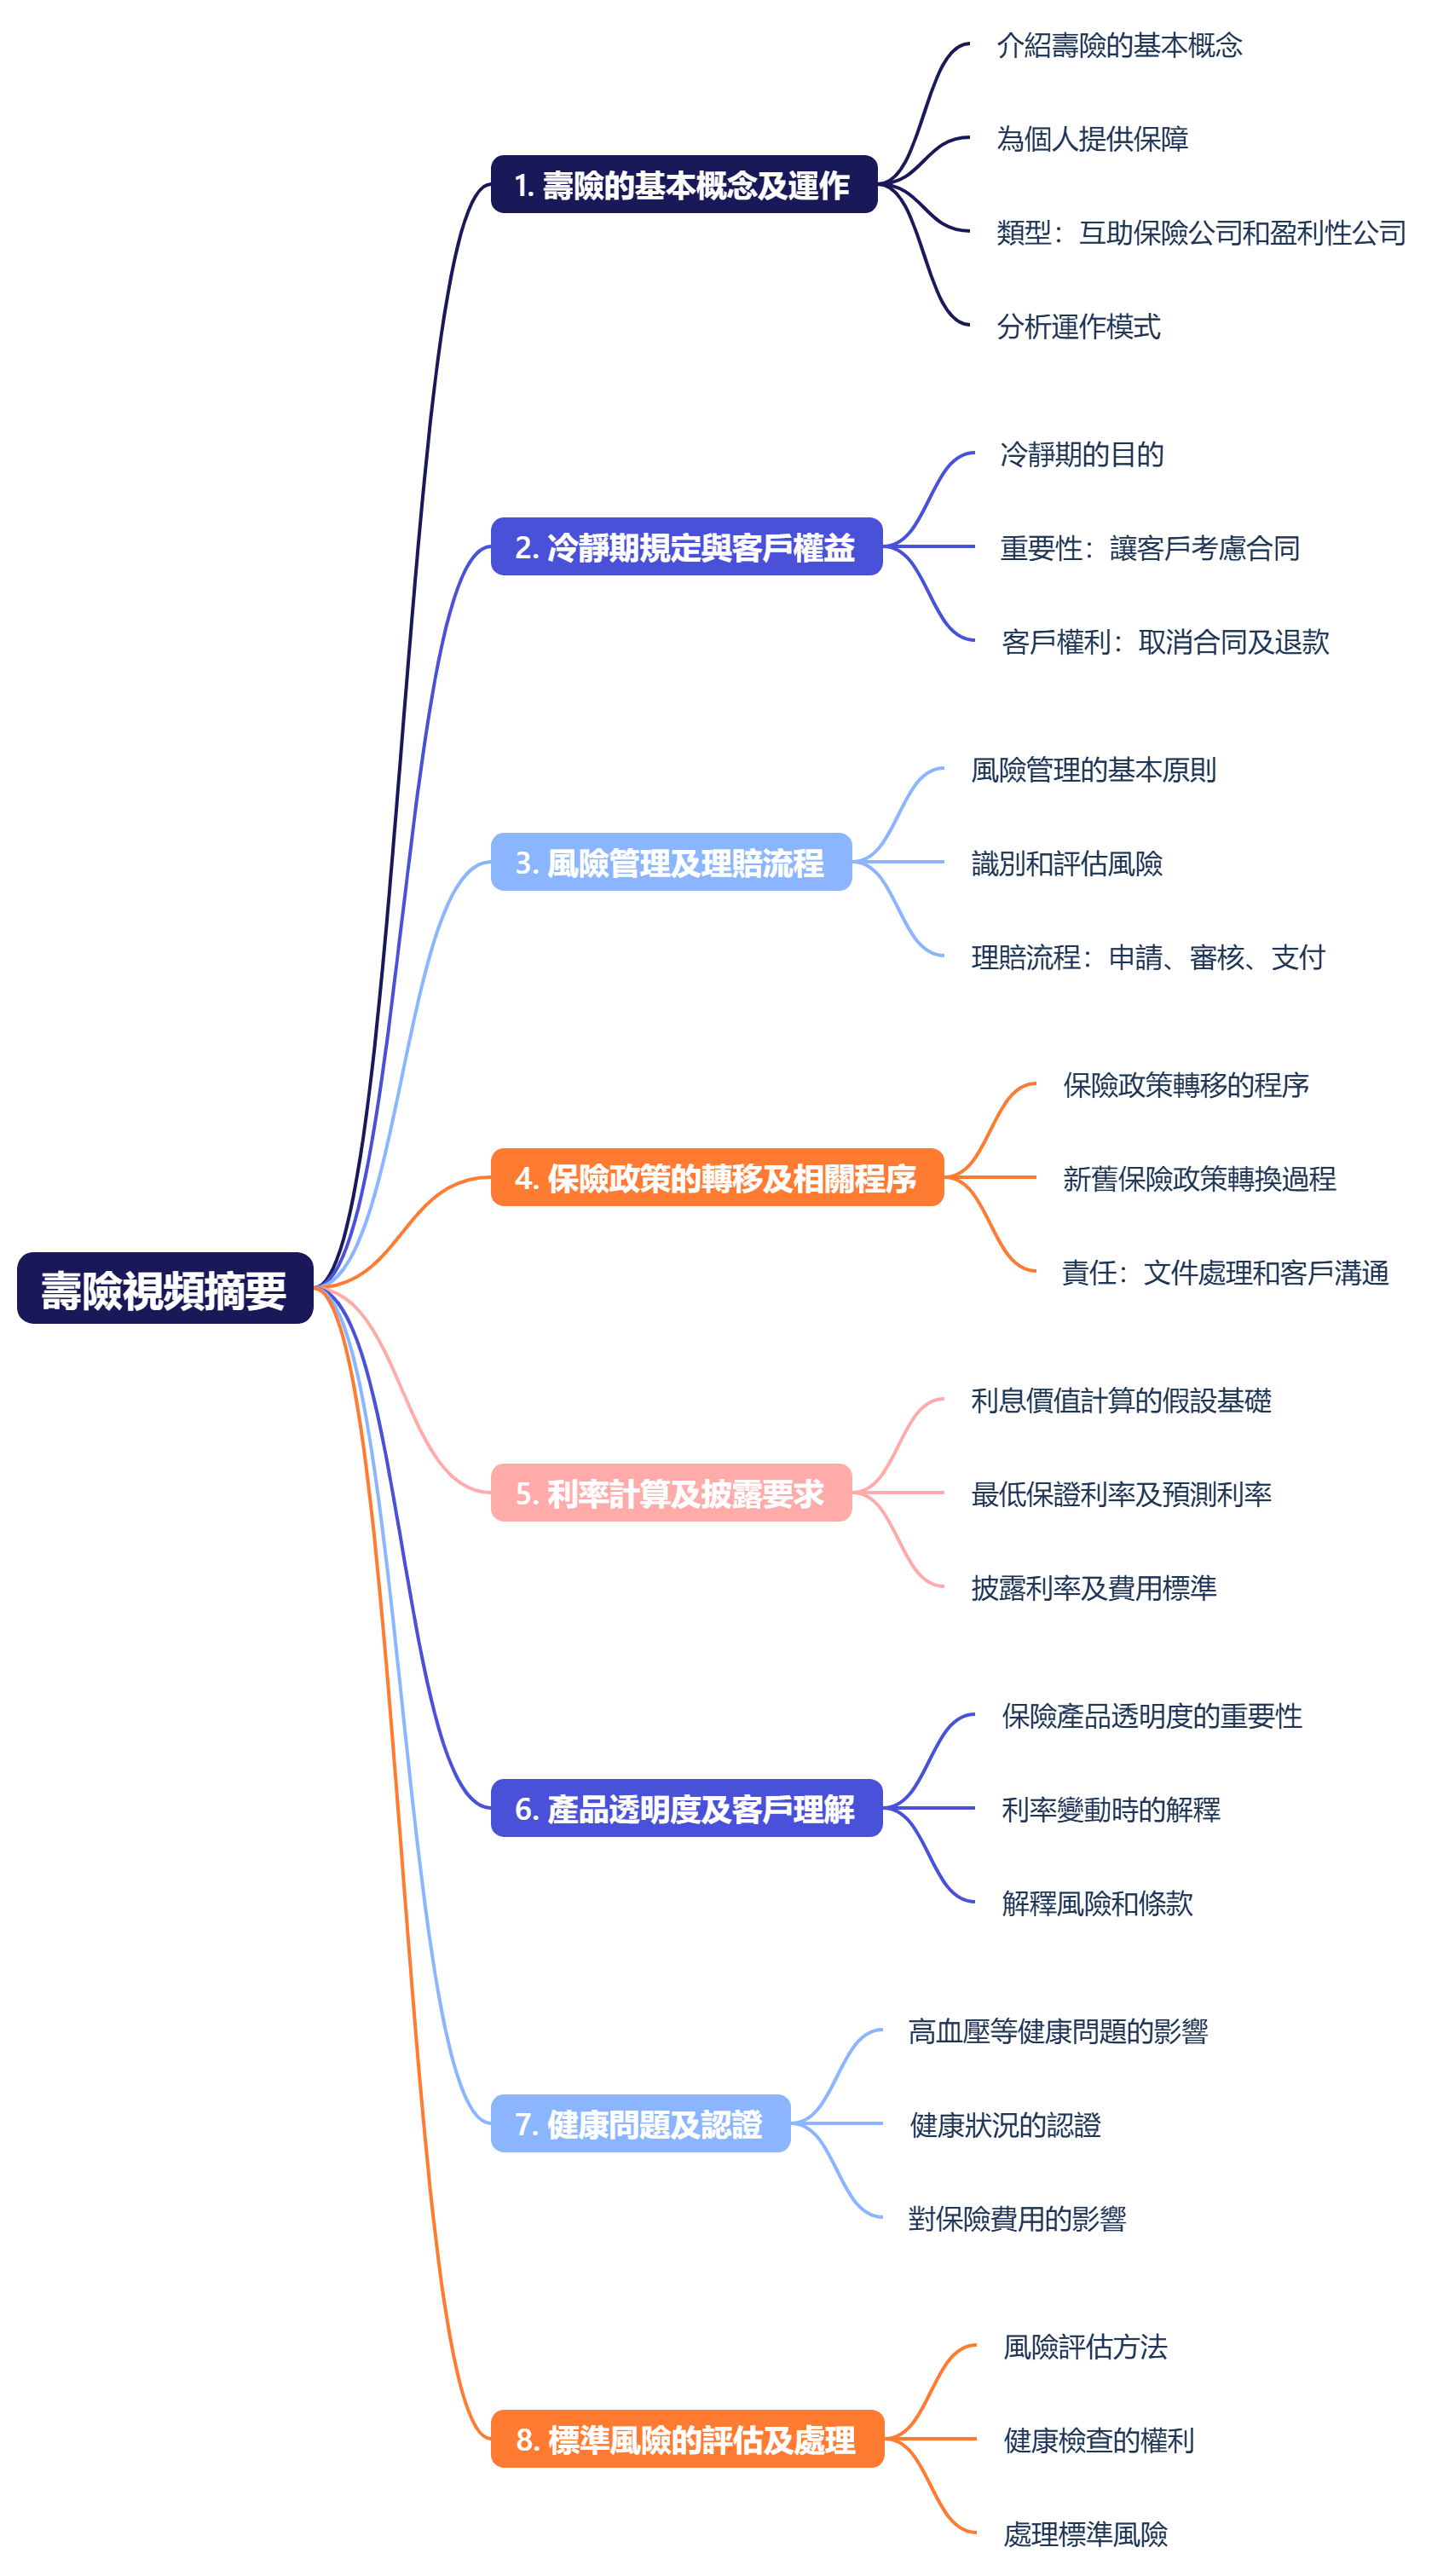 壽險視頻摘要
1. 壽險的基本概念及運作
介紹壽險的基本概念
為個人提供保障
類型：互助保險公司和盈利性公司
分析運作模式
2. 冷靜期規定與客戶權益
冷靜期的目的
重要性：讓客戶考慮合同
客戶權利：取消合同及退款
3. 風險管理及理賠流程
風險管理的基本原則
識別和評估風險
理賠流程：申請、審核、支付
4. 保險政策的轉移及相關程序
保險政策轉移的程序
新舊保險政策轉換過程
責任：文件處理和客戶溝通
5. 利率計算及披露要求
利息價值計算的假設基礎
最低保證利率及預測利率
披露利率及費用標準
6. 產品透明度及客戶理解
保險產品透明度的重要性
利率變動時的解釋
解釋風險和條款
7. 健康問題及認證
高血壓等健康問題的影響
健康狀況的認證
對保險費用的影響
8. 標準風險的評估及處理
風險評估方法
健康檢查的權利
處理標準風險